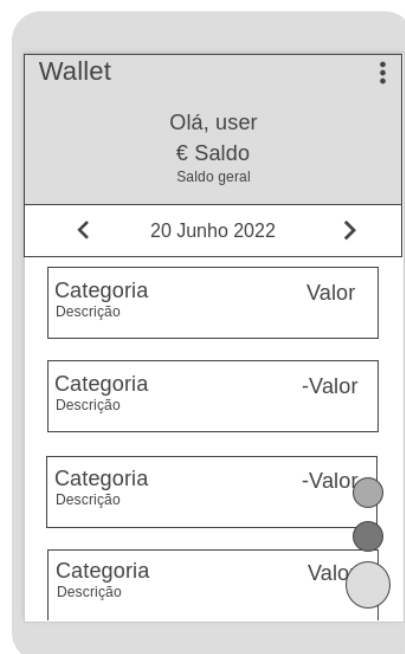 Wallet
Olá, user
€ Saldo
Saldo geral
20 Junho 2022
Categoria Valor
Descrição
Categoria -Valor
Descrição
Categoria -Valor
Descrição
Categoria Valo
Descrição